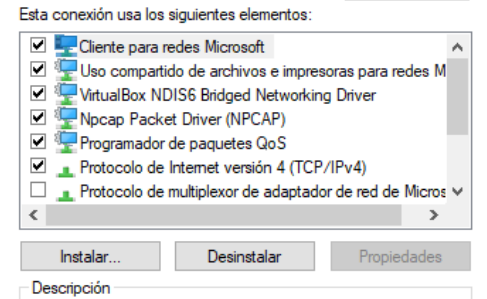 Esta conexión usa los siguientes elementos:
Cliente para redes Microsoft
Uso compartido de archivos e impresoras para redes M
VirtualBox NDIS6 Bridged Networking Driver
Npcap Packet Driver (NPCAP)
Programador de paquetes QoS
Protocolo de Internet versión 4 (TCP/IPv4)
Protocolo de multiplexor de adaptador de red de Micros
Instalar... Desinstalar Propiedades
Descripción